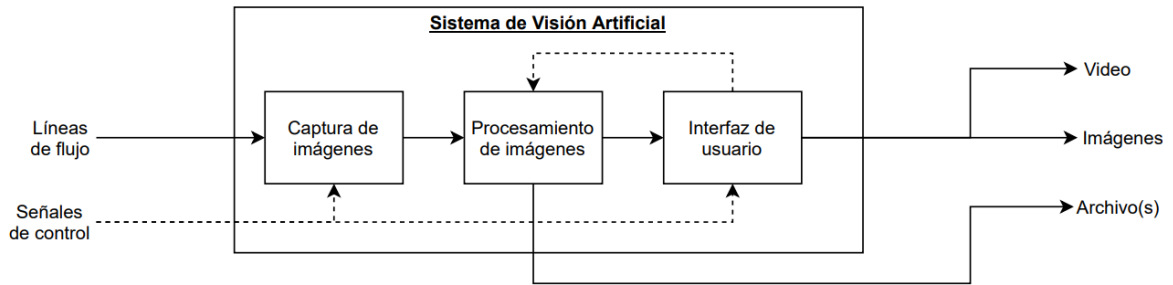 Sistema de Visión Artificial
Líneas
de flujo
Captura de
imágenes
Procesamiento
de imágenes
Interfaz de
usuario
Video
Imágenes
Archivo(s)
Señales
de control